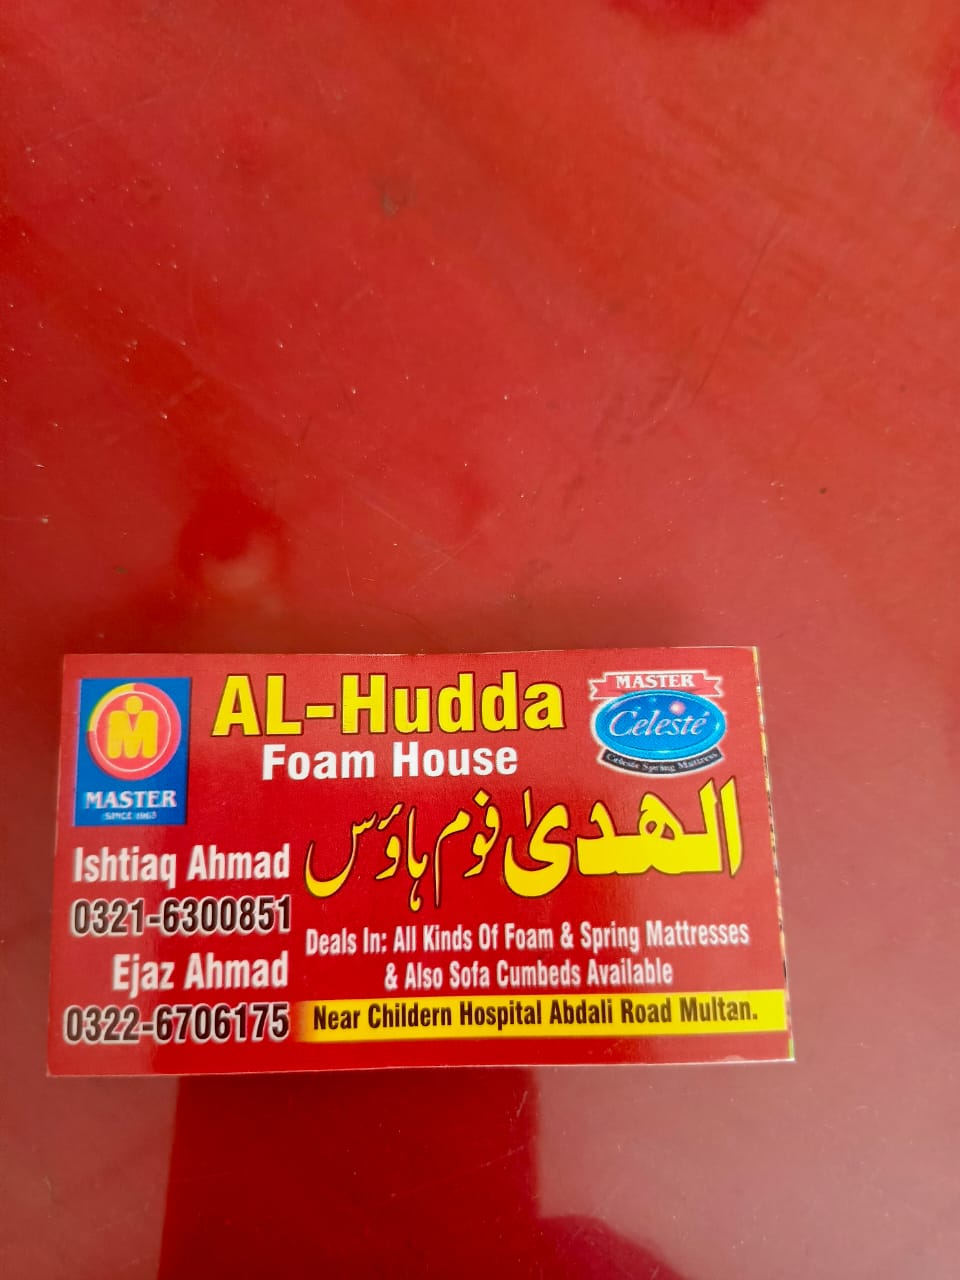 AL-Hudda
Foam House
M
MASTER
SINCE 1963
MASTER
Celesté
Celeste Spring Mattress
الھدیٰ فوم ہاؤس
Ishtiaq Ahmad
0321-6300851
Ejaz Ahmad
0322-6706175
Deals In: All Kinds Of Foam & Spring Mattresses
& Also Sofa Cumbeds Available
Near Childern Hospital Abdali Road Multan.